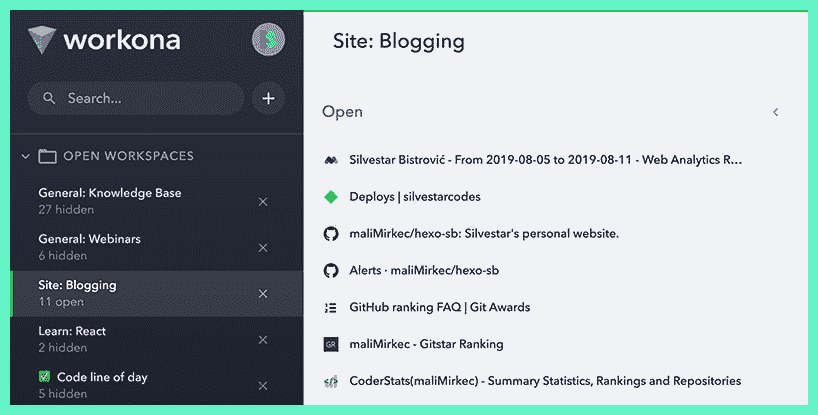 workona
Search...
OPEN WORKSPACES
General: Knowledge Base
27 hidden
General: Webinars
6 hidden
Site: Blogging
11 open
Learn: React
2 hidden
Code line of day
5 hidden
Site: Blogging
Open
Silvestar Bistrović - From 2019-08-05 to 2019-08-11 - Web Analytics R...
Deploys | silvestarcodes
maliMirkec/hexo-sb: Silvestar's personal website.
Alerts · maliMirkec/hexo-sb
GitHub ranking FAQ | Git Awards
GR
maliMirkec - Gitstar Ranking
CoderStats(maliMirkec) - Summary Statistics, Rankings and Repositories